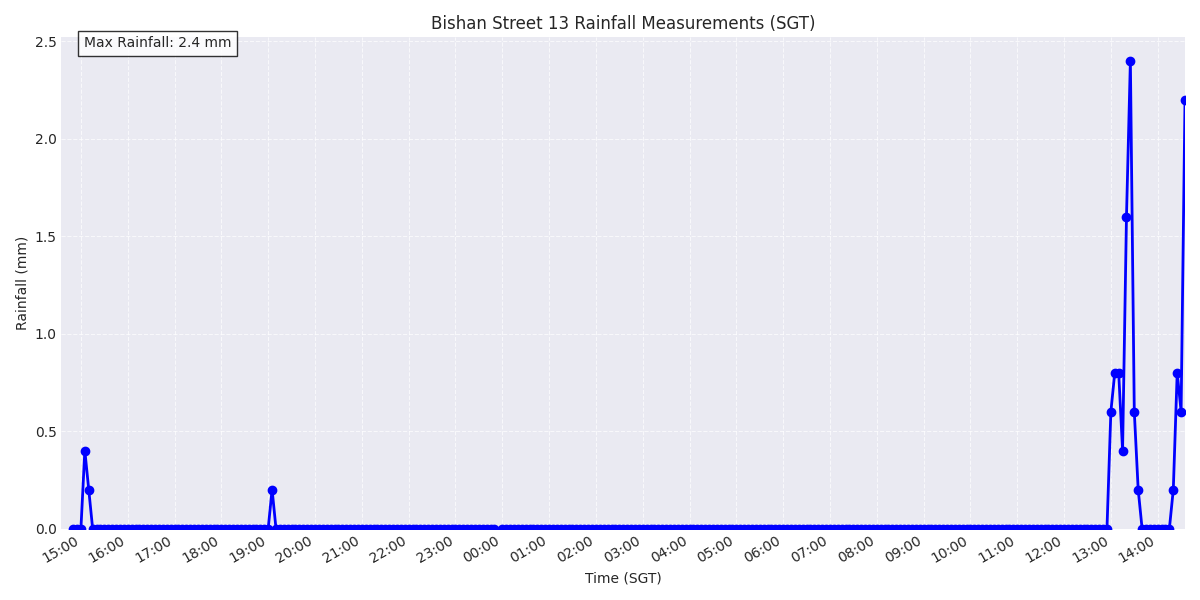 Bishan Street 13 Rainfall Measurements (SGT)
Max Rainfall: 2.4 mm
2.5
2.0
1.5
1.0
0.5
0.0
Rainfall (mm)
15:00 16:00 17:00 18:00 19:00 20:00 21:00 22:00 23:00 00:00 01:00 02:00 03:00 04:00 05:00 06:00 07:00 08:00 09:00 10:00 11:00 12:00 13:00 14:00
Time (SGT)